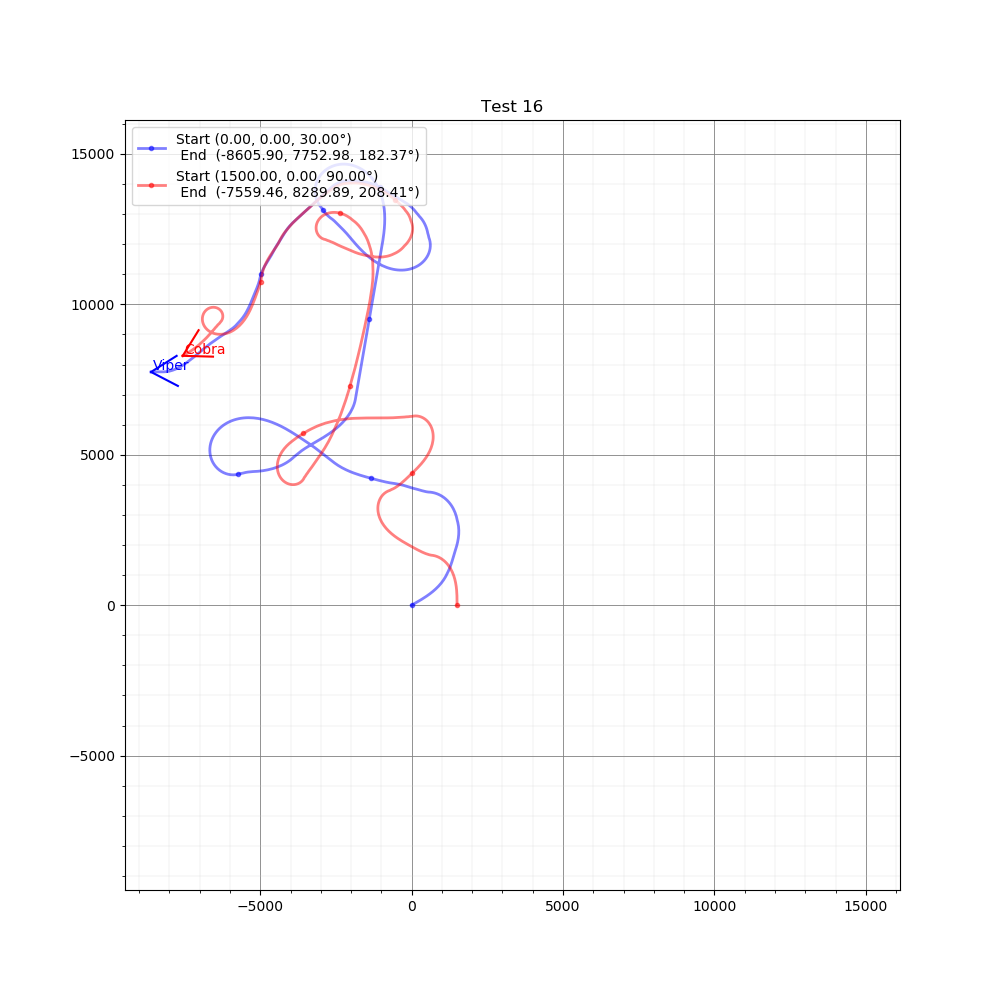 Test 16
Start (0.00, 0.00, 30.00°)
End (-8605.90, 7752.98, 182.37°)
Start (1500.00, 0.00, 90.00°)
End (-7559.46, 8289.89, 208.41°)
15000
10000
5000
0
−5000
Cobra
Viper
−5000
0
5000
10000
15000